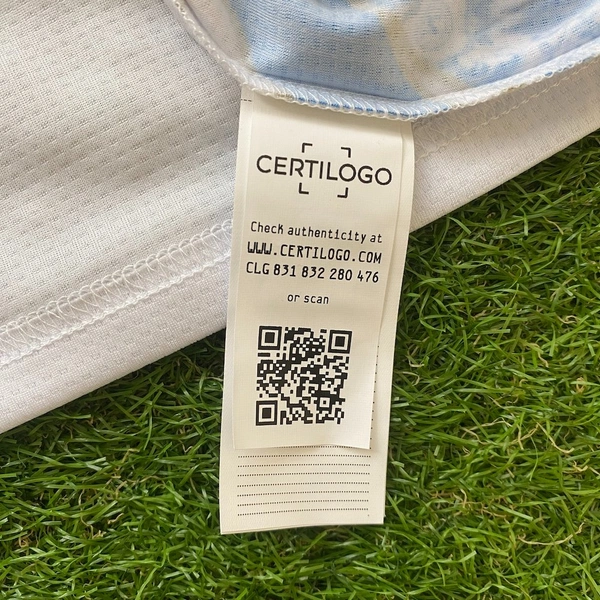 CERTILOGO
Check authenticity at
WWW.CERTILOGO.COM
CLG 831 832 280 476
or scan